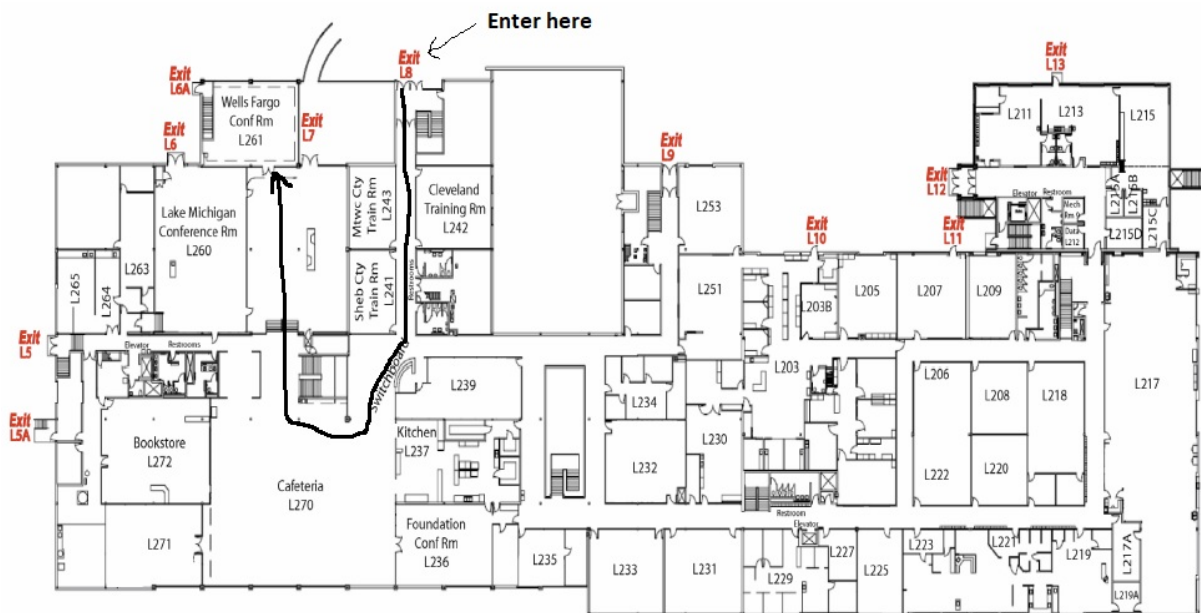 Enter here
Exit
L8
Exit
L6A
Exit
L7
Exit
L6
Exit
L9
Exit
L13
Exit
L12
Exit
L10
Exit
L11
Exit
L5
Exit
L5A
Wells Fargo
Conf Rm
L261
Lake Michigan
Conference Rm
L260
Mtwc Cty
Train Rm
L243
Sheb Cty
Train Rm
L241
Cleveland
Training Rm
L242
Restrooms
L253
L251
L263
L264
L265
Elevator
Restrooms
Switchboard
L239
Kitchen
L237
Bookstore
L272
Cafeteria
L270
L271
Foundation
Conf Rm
L236
L235
L234
L232
L230
L233
L231
L229
L227
L225
L223
L221
L219
L217A
L219A
Restroom
Elevator
L203
L203B
L205
L207
L209
L206
L222
L208
L220
L218
L217
L211
L213
L215
L215A
L215B
L215C
L215D
Elevator
Restroom
Mech
Rm 9
Data
L212